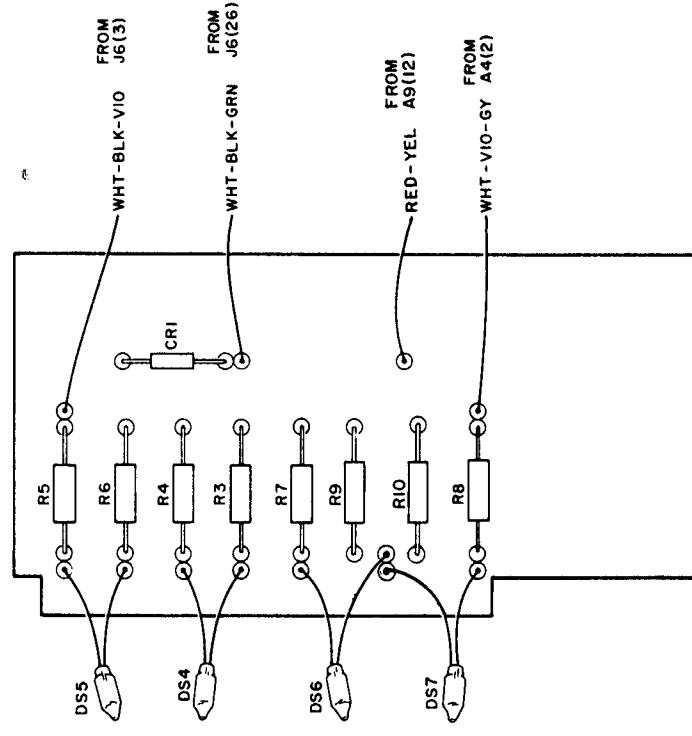 FROM
J6(3)
WHT-BLK-VIO
FROM
J6(26)
WHT-BLK-GRN
FROM
A9(12)
RED-YEL
FROM
A4(2)
WHT-VIO-GY
CR1
R5
R6
R4
R3
R7
R9
R10
R8
DS5
DS4
DS6
DS7